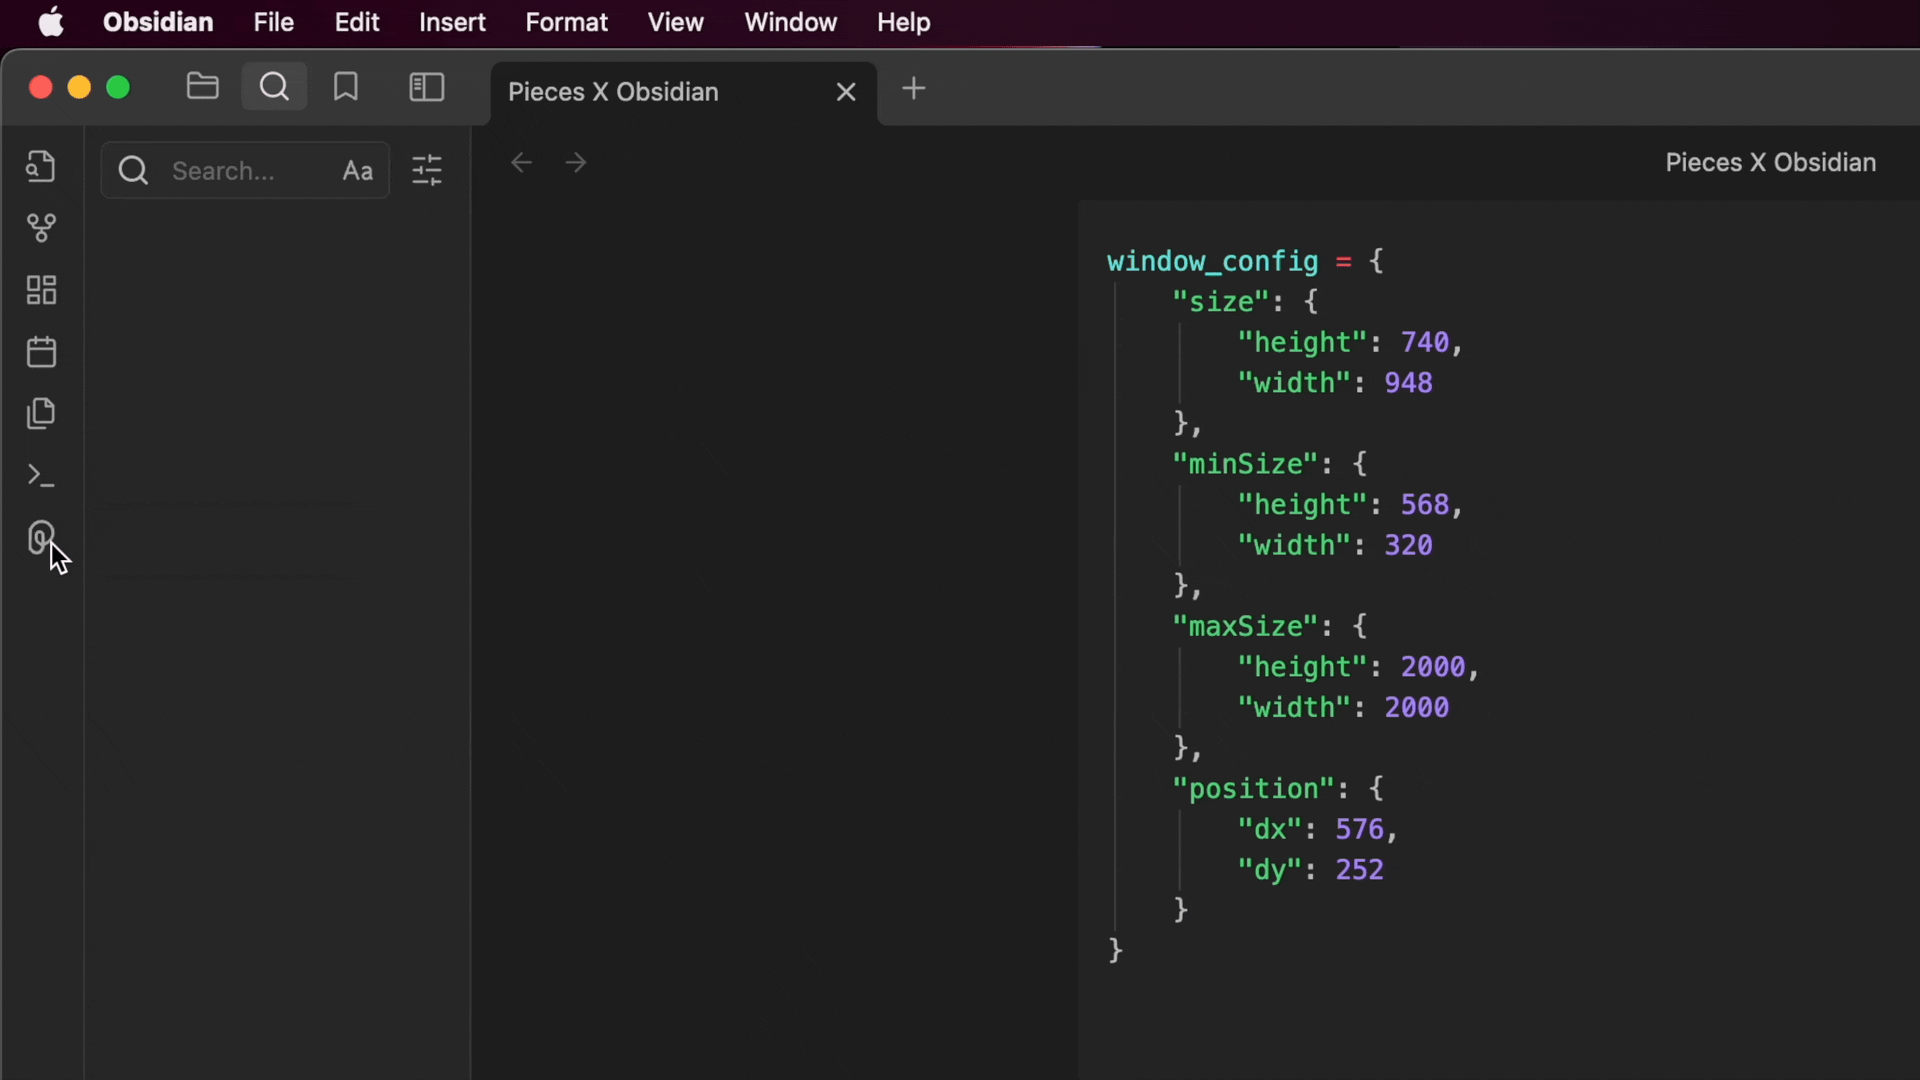 Obsidian File Edit Insert Format View Window Help
Pieces X Obsidian
Search... Aa
Pieces X Obsidian
window_config = {
    "size": {
        "height": 740,
        "width": 948
    },
    "minSize": {
        "height": 568,
        "width": 320
    },
    "maxSize": {
        "height": 2000,
        "width": 2000
    },
    "position": {
        "dx": 576,
        "dy": 252
    }
}